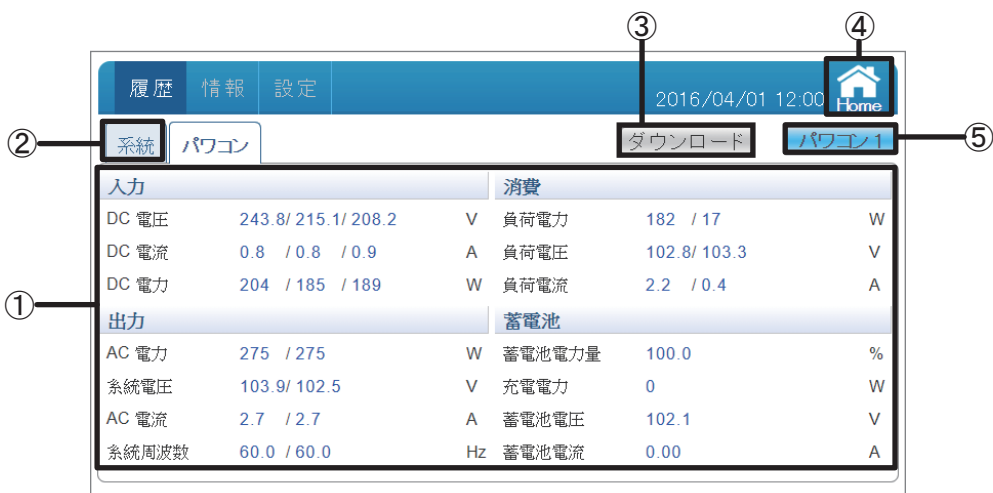 ③ ④
履歴 情報 設定 2016/04/01 12:00 Home
② 系統 パワコン ダウンロード パワコン1 ⑤
入力
DC 電圧 243.8/ 215.1/ 208.2 V
DC 電流 0.8 / 0.8 / 0.9 A
DC 電力 204 / 185 / 189 W
消費
負荷電力 182 / 17 W
負荷電圧 102.8/ 103.3 V
負荷電流 2.2 / 0.4 A
①
出力
AC 電力 275 / 275 W
系統電圧 103.9/ 102.5 V
AC 電流 2.7 / 2.7 A
系統周波数 60.0 / 60.0 Hz
蓄電池
蓄電池電力量 100.0 %
充電電力 0 W
蓄電池電圧 102.1 V
蓄電池電流 0.00 A